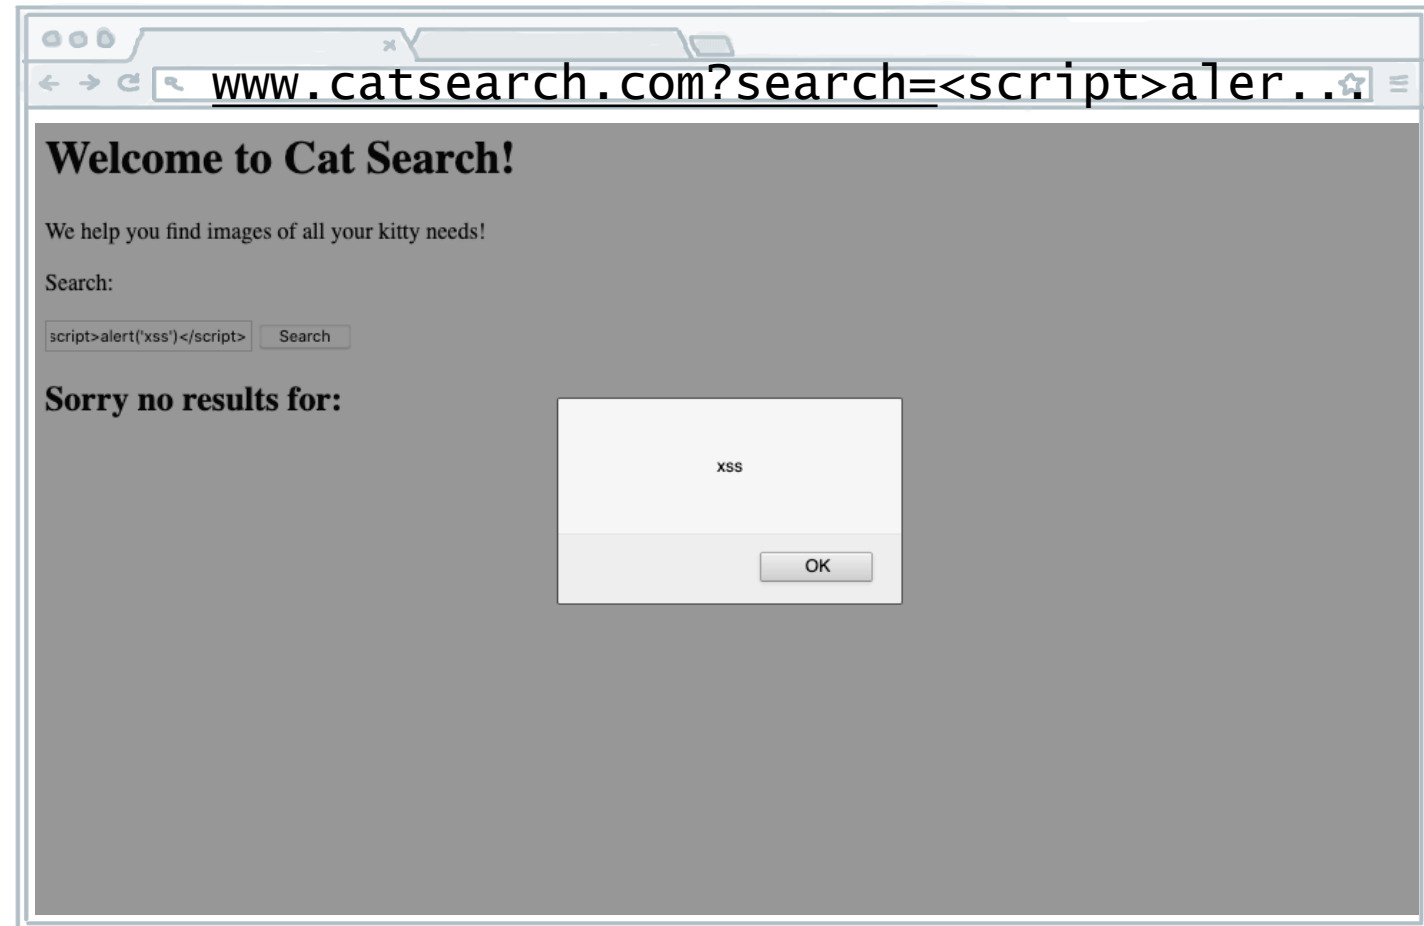 www.catsearch.com?search=<script>aler...
Welcome to Cat Search!
We help you find images of all your kitty needs!
Search:
script>alert('xss')</script> Search
Sorry no results for:
xss
OK